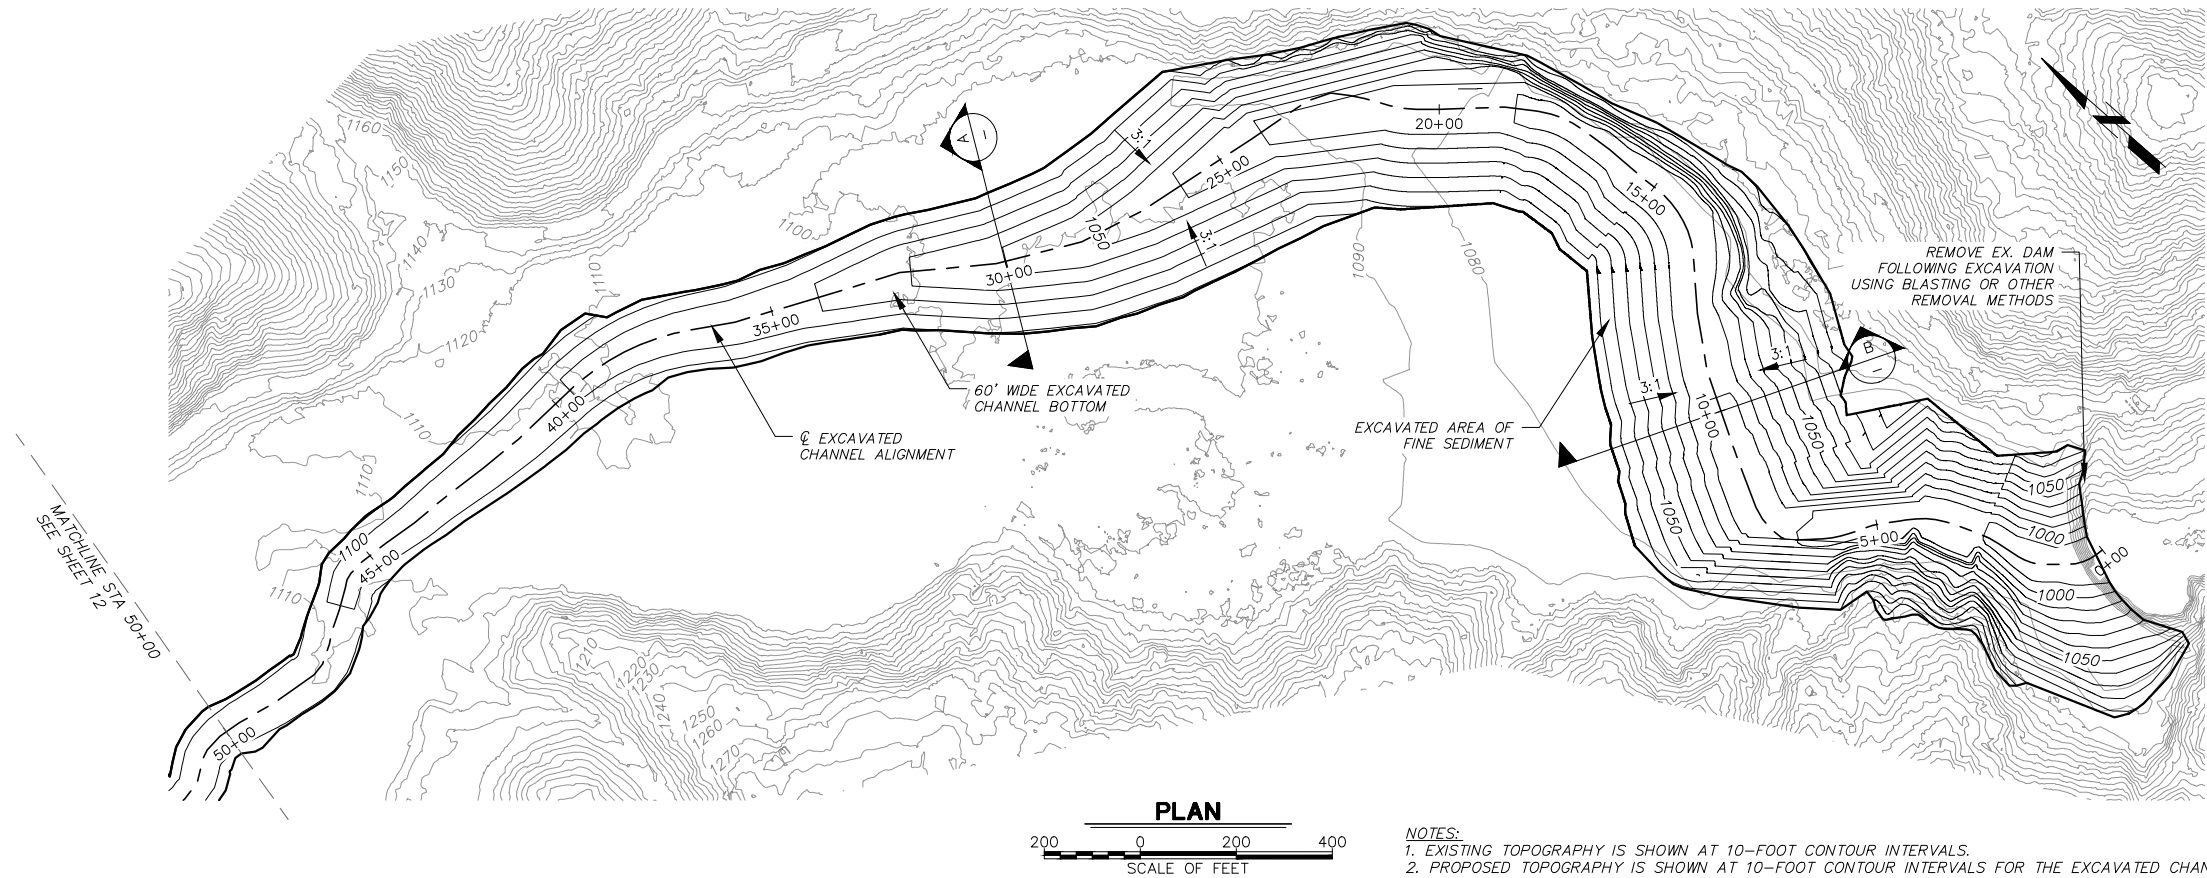 1160
1150
1140
1130
1120
1110
1100
A
–
3:1
20+00
25+00
15+00
1050
3:1
30+00
1090
1080
35+00
REMOVE EX. DAM
FOLLOWING EXCAVATION
USING BLASTING OR OTHER
REMOVAL METHODS
B
–
3:1
3:1
60' WIDE EXCAVATED
CHANNEL BOTTOM
℄ EXCAVATED
CHANNEL ALIGNMENT
EXCAVATED AREA OF
FINE SEDIMENT
40+00
10+00
1050
1110
1110
1050
1050
1000
5+00
0+00
1000
1050
1100
45+00
1110
MATCHLINE STA 50+00
SEE SHEET 12
50+00
1210
1220
1230
1240
1250
1260
1270
PLAN
200 0 200 400
SCALE OF FEET
NOTES:
1. EXISTING TOPOGRAPHY IS SHOWN AT 10-FOOT CONTOUR INTERVALS.
2. PROPOSED TOPOGRAPHY IS SHOWN AT 10-FOOT CONTOUR INTERVALS FOR THE EXCAVATED CHAN